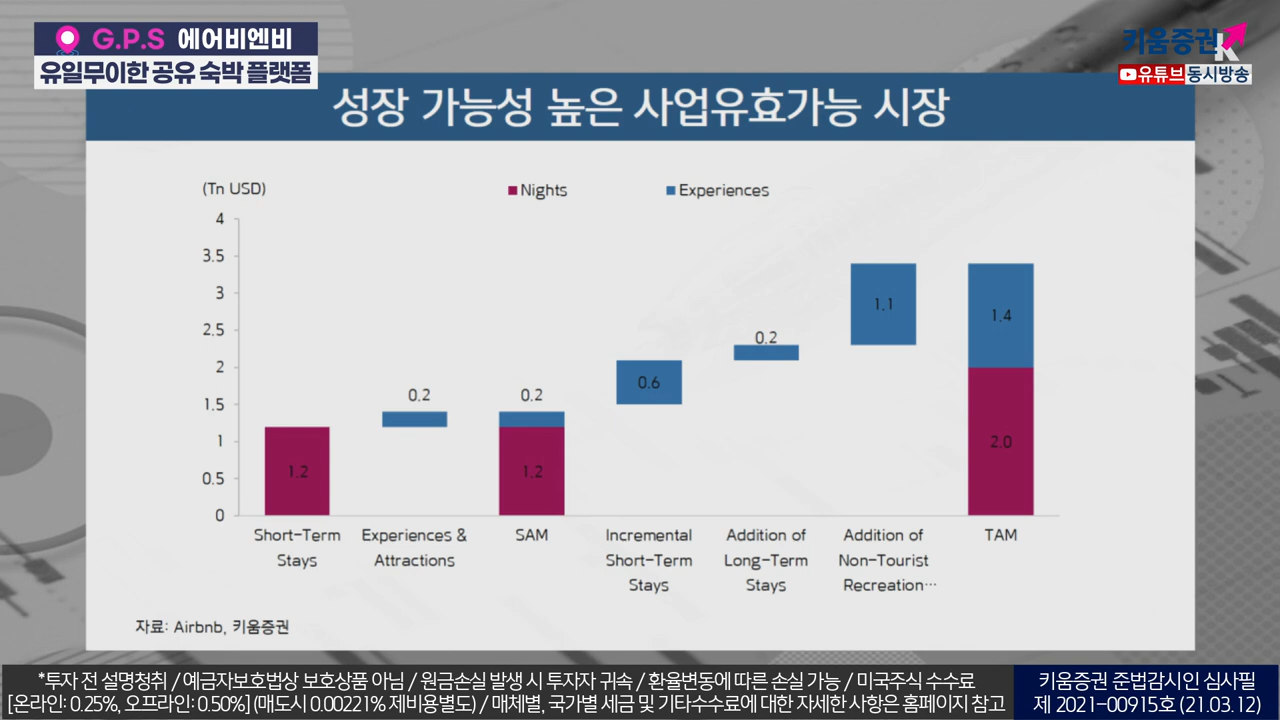 G.P.S 에어비엔비
유일무이한 공유 숙박 플랫폼
키움증권
유튜브 동시방송
성장 가능성 높은 사업유효가능 시장
(Tn USD)
Nights
Experiences
4
3.5
3
2.5
2
1.5
1
0.5
0
1.2
0.2
0.2
1.2
0.6
0.2
1.1
1.4
2.0
Short-Term
Stays
Experiences &
Attractions
SAM
Incremental
Short-Term
Stays
Addition of
Long-Term
Stays
Addition of
Non-Tourist
Recreation…
TAM
자료: Airbnb, 키움증권
*투자 전 설명청취 / 예금자보호법상 보호상품 아님 / 원금손실 발생 시 투자자 귀속 / 환율변동에 따른 손실 가능 / 미국주식 수수료
[온라인: 0.25%, 오프라인: 0.50%] (매도시 0.00221% 제비용별도) / 매체별, 국가별 세금 및 기타수수료에 대한 자세한 사항은 홈페이지 참고
키움증권 준법감시인 심사필
제 2021-00915호 (21.03.12)